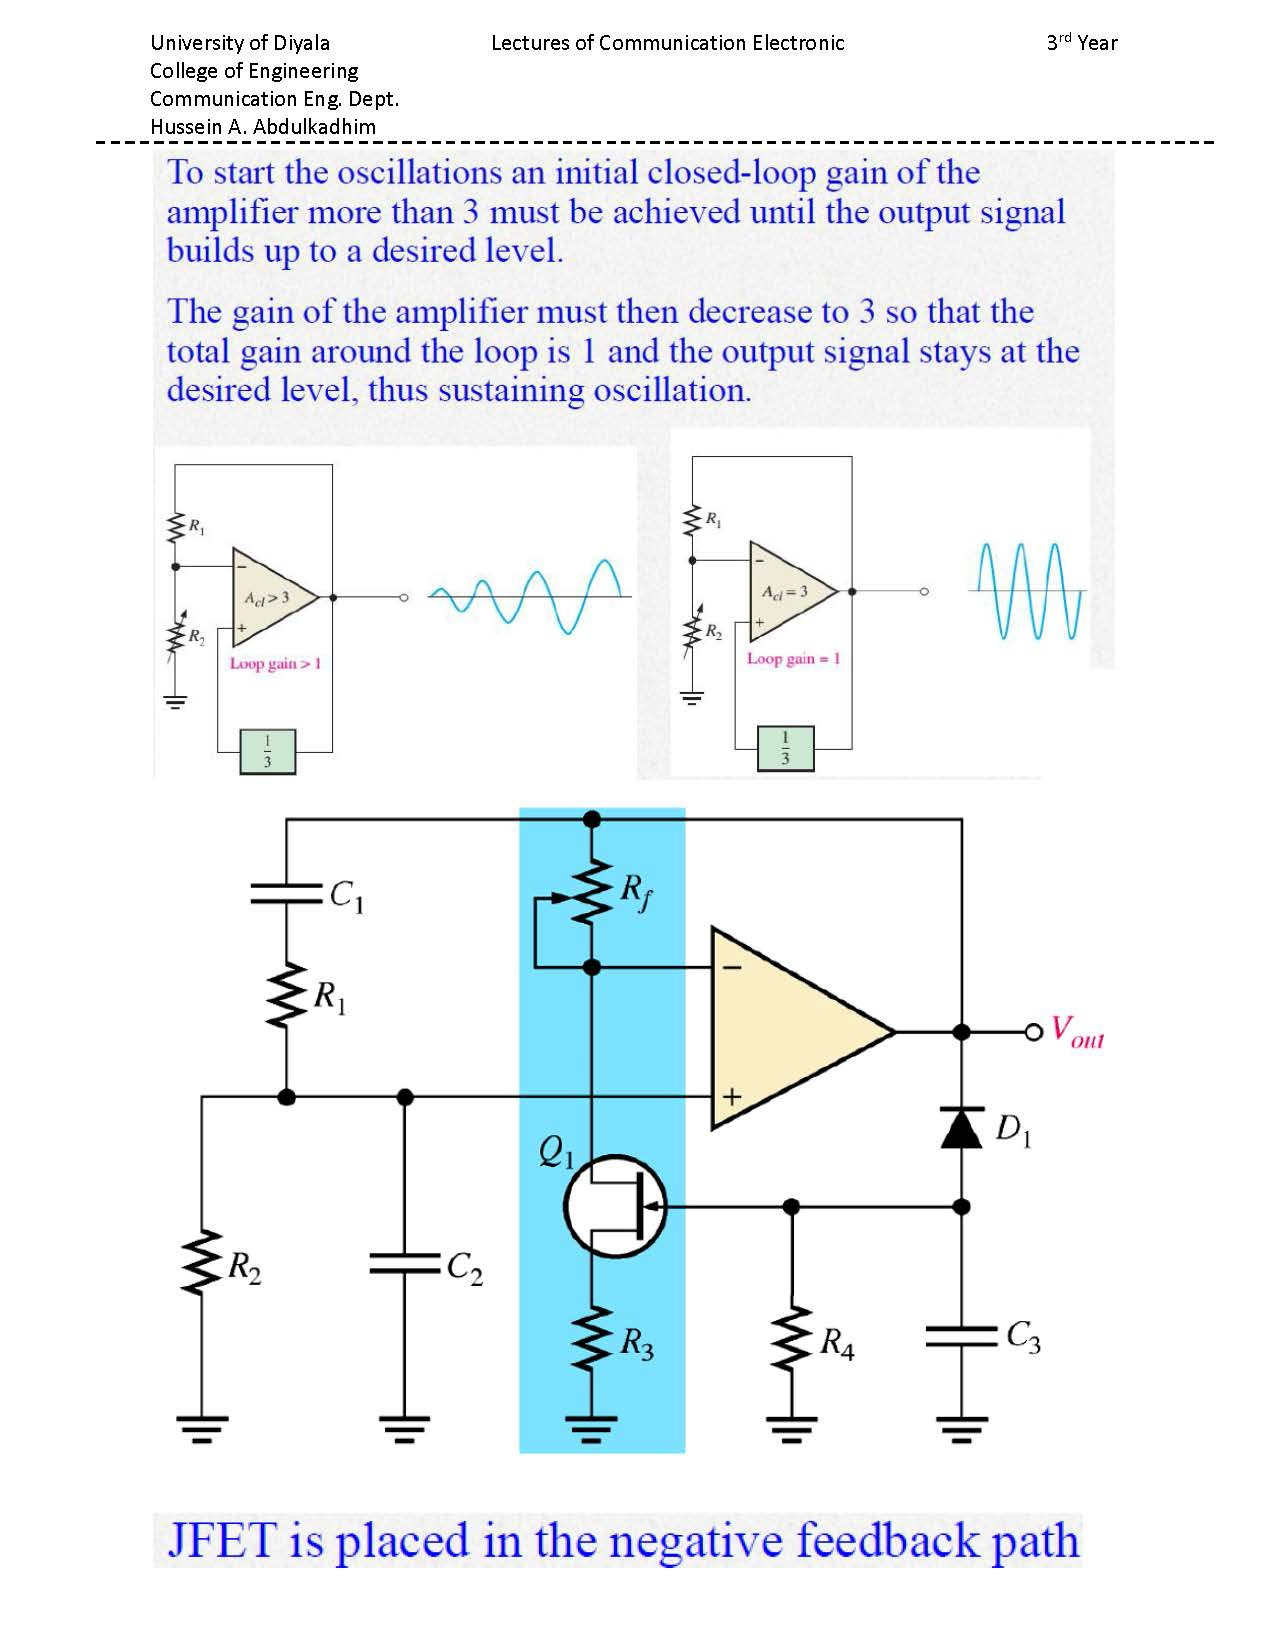 University of Diyala Lectures of Communication Electronic 3rd Year
College of Engineering
Communication Eng. Dept.
Hussein A. Abdulkadhim
To start the oscillations an initial closed-loop gain of the
amplifier more than 3 must be achieved until the output signal
builds up to a desired level.
The gain of the amplifier must then decrease to 3 so that the
total gain around the loop is 1 and the output signal stays at the
desired level, thus sustaining oscillation.
R1
−
Acl > 3
R2
+
Loop gain > 1
1/3
R1
−
Acl = 3
R2
+
Loop gain = 1
1/3
C1
Rf
R1
−
Vout
+
D1
Q1
R2
C2
R3
R4
C3
JFET is placed in the negative feedback path